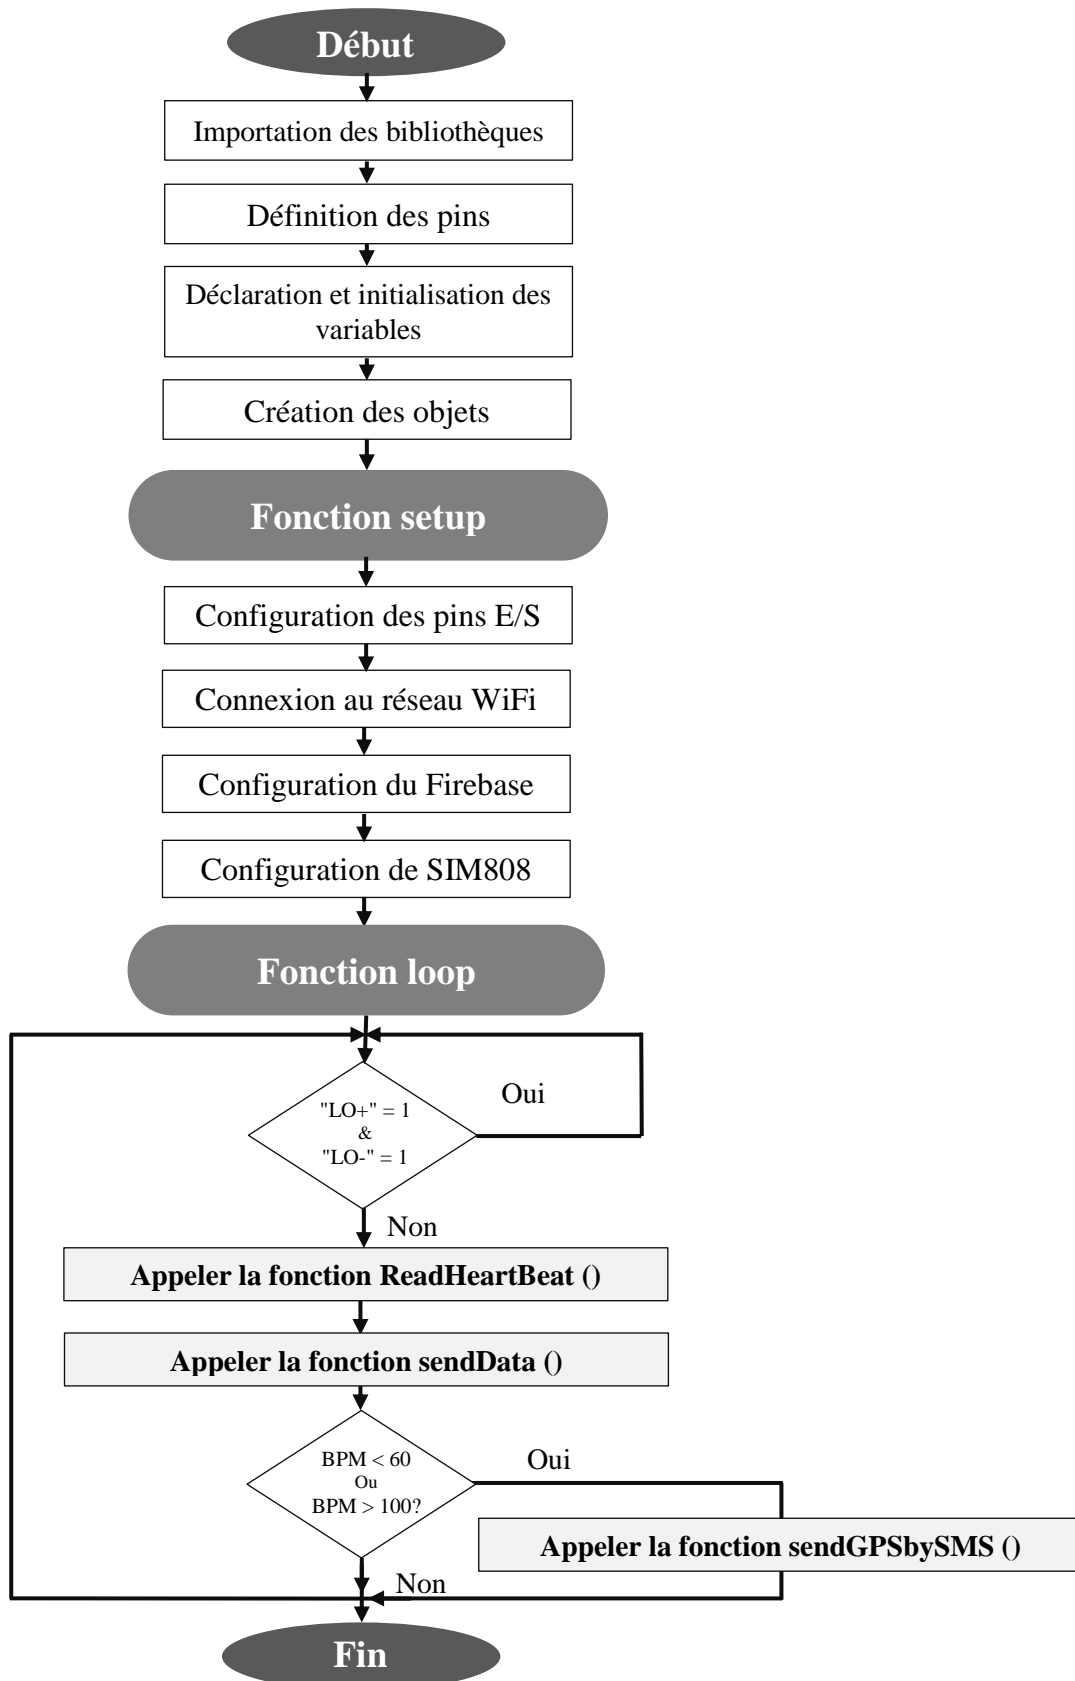 Début
Importation des bibliothèques
Définition des pins
Déclaration et initialisation des
variables
Création des objets
Fonction setup
Configuration des pins E/S
Connexion au réseau WiFi
Configuration du Firebase
Configuration de SIM808
Fonction loop
"LO+" = 1
&
"LO-" = 1
Oui
Non
Appeler la fonction ReadHeartBeat ()
Appeler la fonction sendData ()
BPM < 60
Ou
BPM > 100?
Oui
Appeler la fonction sendGPSbySMS ()
Non
Fin